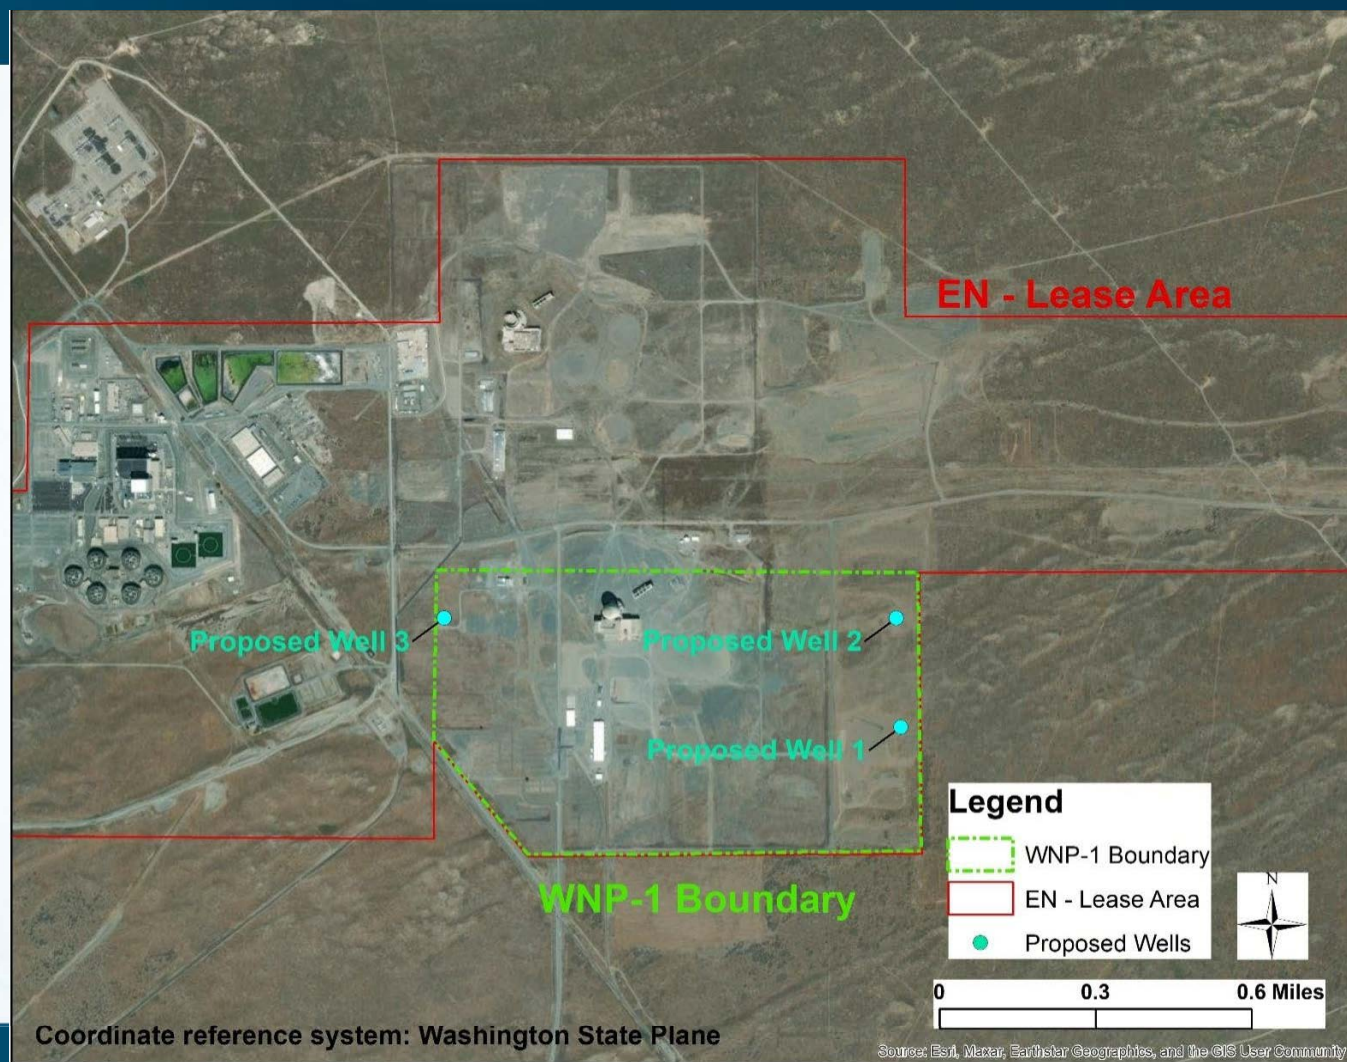 EN - Lease Area
Proposed Well 3
Proposed Well 2
Proposed Well 1
WNP-1 Boundary
Legend
WNP-1 Boundary
EN - Lease Area
Proposed Wells
N
0 0.3 0.6 Miles
Coordinate reference system: Washington State Plane
Source: Esri, Maxar, Earthstar Geographics, and the GIS User Community